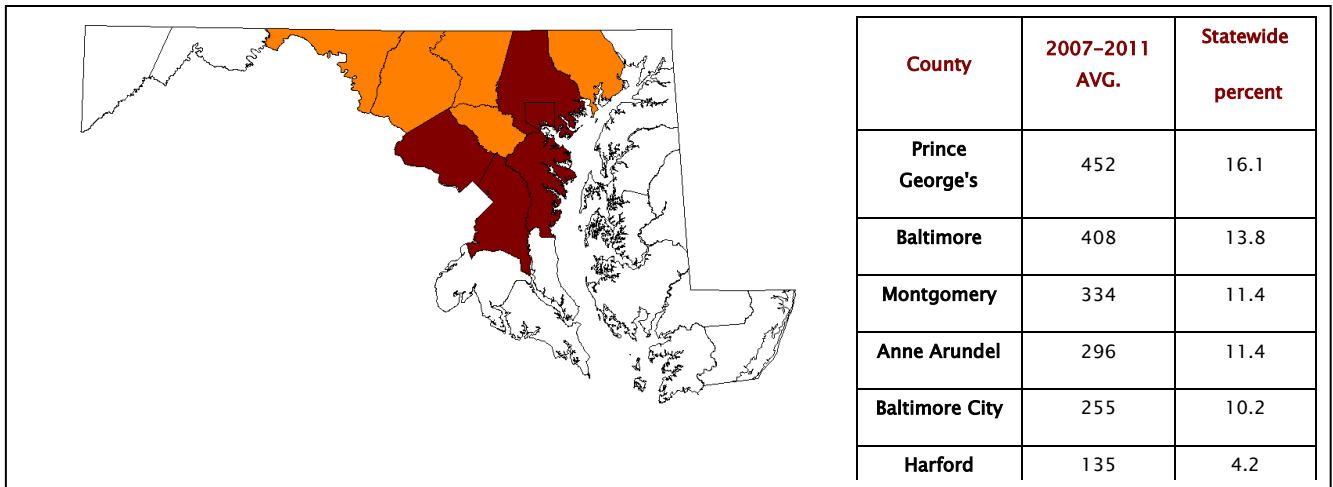 County
2007–2011
AVG.
Statewide
percent
Prince
George's
452
16.1
Baltimore
408
13.8
Montgomery
334
11.4
Anne Arundel
296
11.4
Baltimore City
255
10.2
Harford
135
4.2